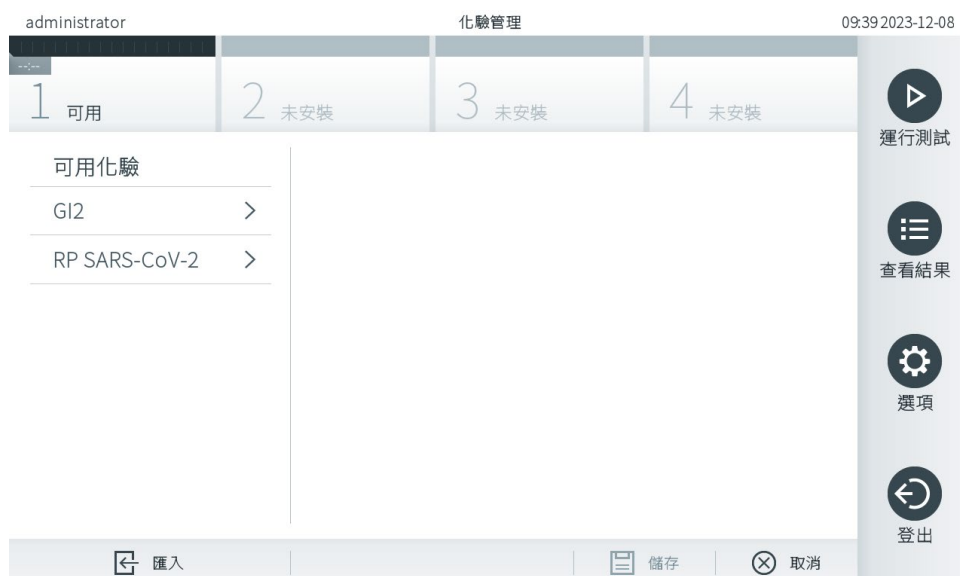 administrator 化驗管理 09:39 2023-12-08
--:--
1 可用 2 未安裝 3 未安裝 4 未安裝
運行測試
可用化驗
GI2
RP SARS-CoV-2
查看結果
選項
登出
匯入 儲存 取消